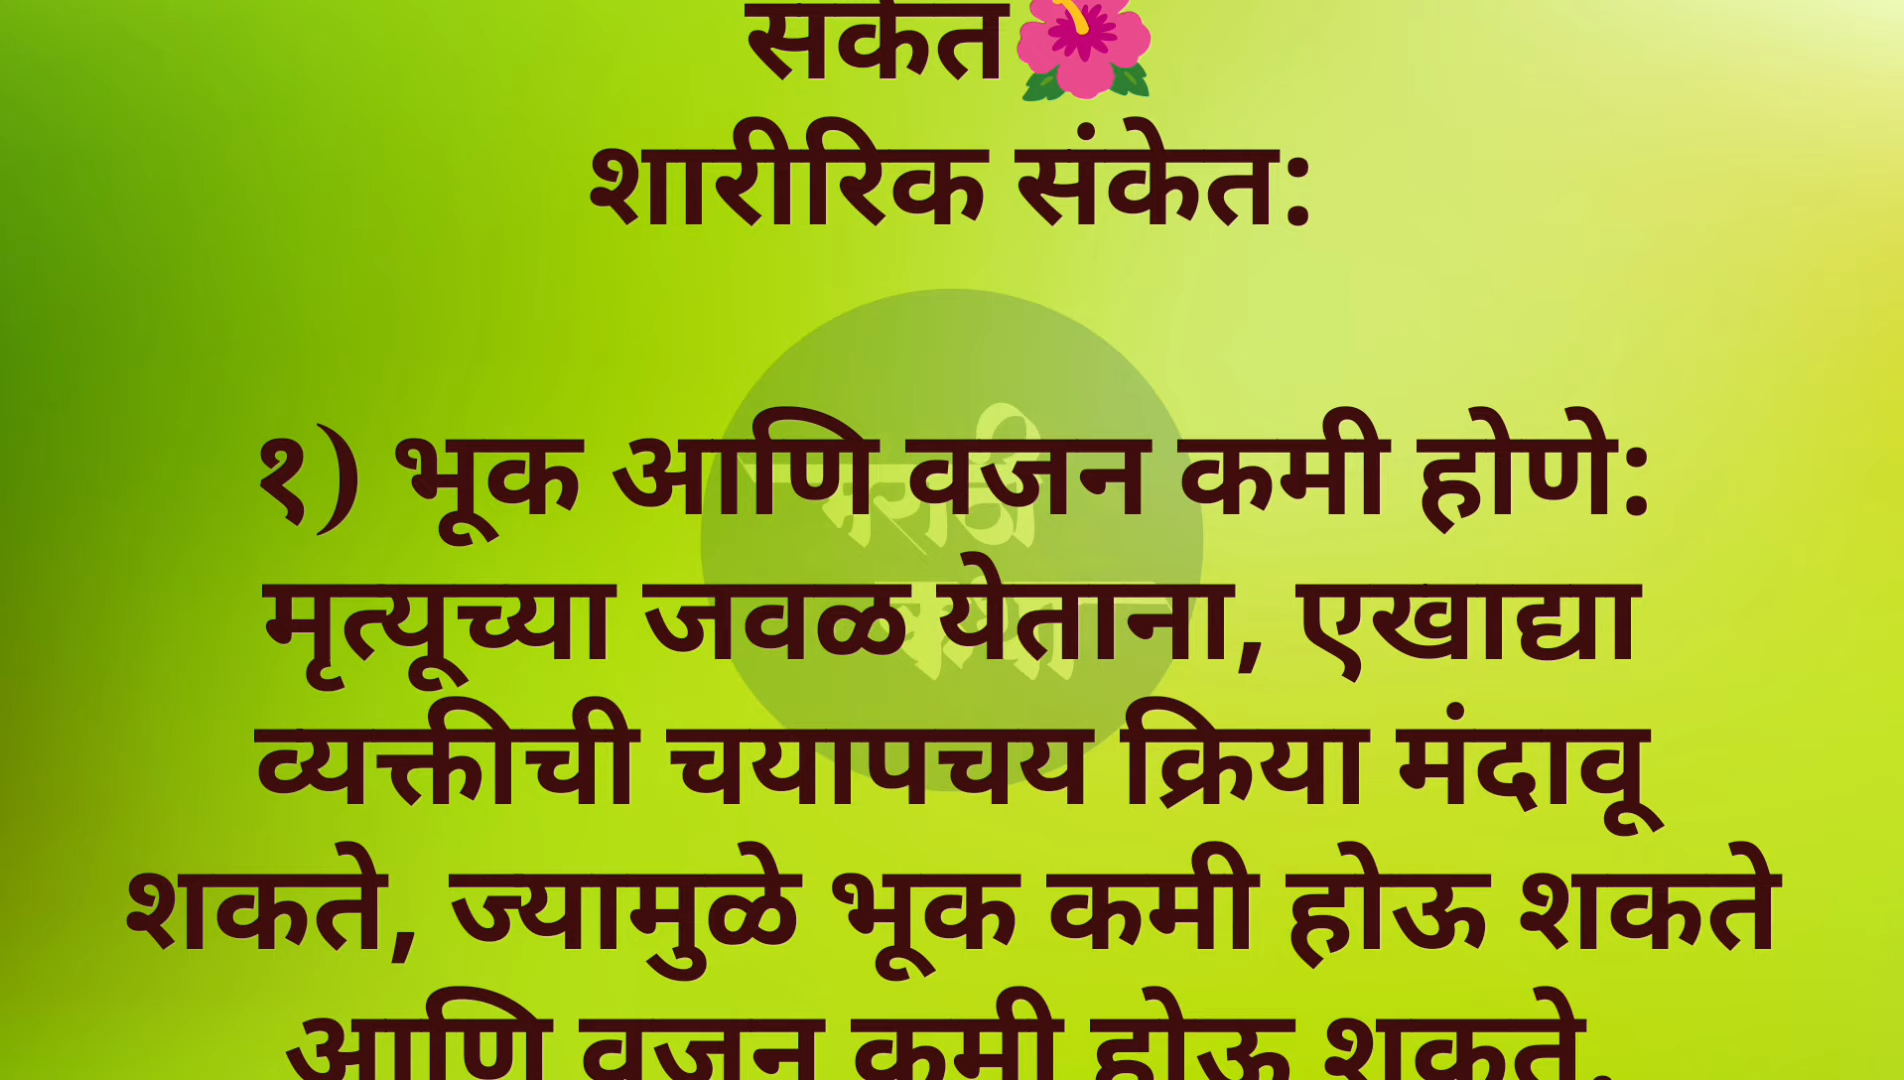 संकेत🌺
शारीरिक संकेत:
१) भूक आणि वजन कमी होणे:
मृत्यूच्या जवळ येताना, एखाद्या
व्यक्तीची चयापचय क्रिया मंदावू
शकते, ज्यामुळे भूक कमी होऊ शकते
आणि वजन कमी होऊ शकते.